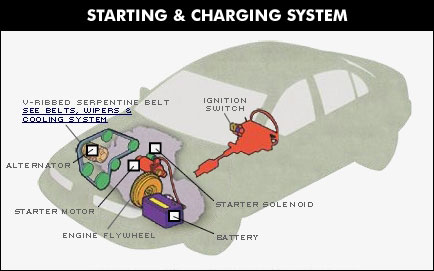 STARTING & CHARGING SYSTEM
V-RIBBED SERPENTINE BELT
SEE BELTS, WIPERS &
COOLING SYSTEM
IGNITION
SWITCH
ALTERNATOR
STARTER MOTOR
STARTER SOLENOID
ENGINE FLYWHEEL
BATTERY